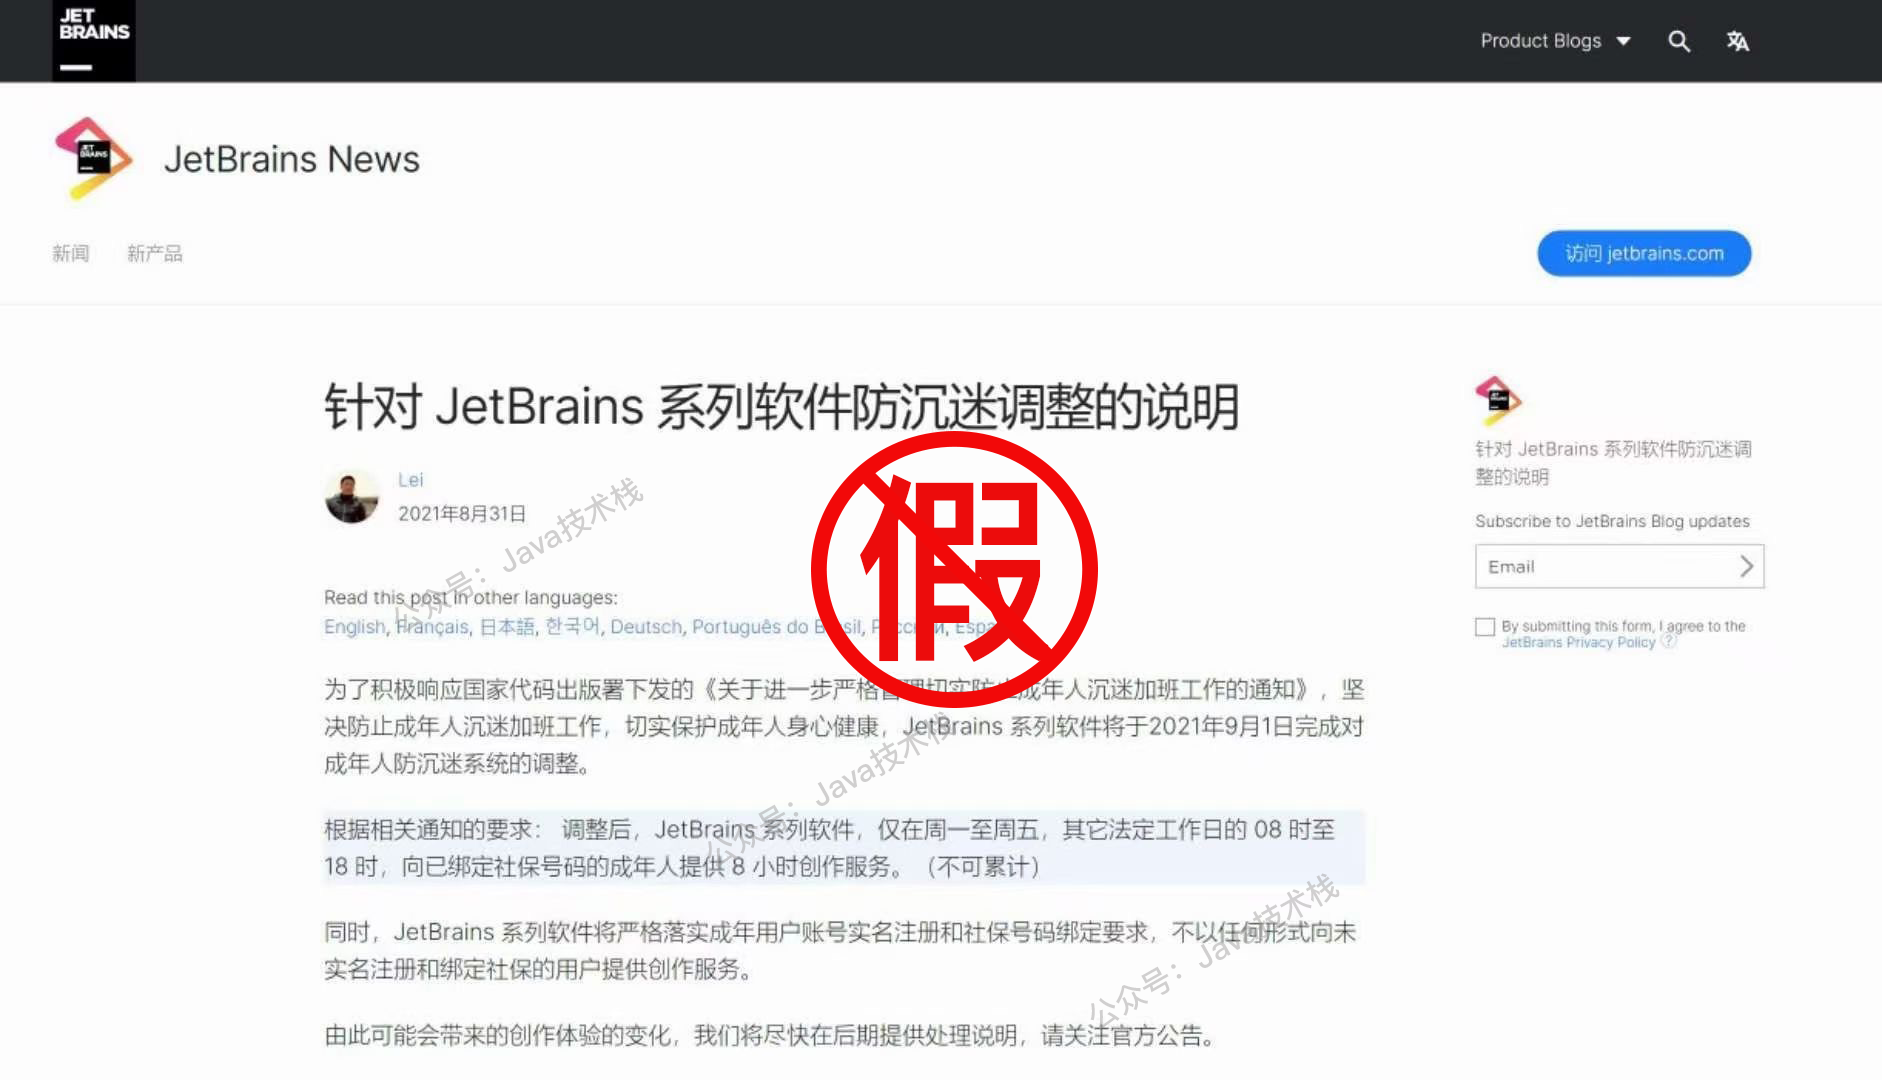 JET
BRAINS
Product Blogs
JET
BRAINS
JetBrains News
新闻 新产品
访问 jetbrains.com
针对 JetBrains 系列软件防沉迷调整的说明
Lei
2021年8月31日
假
公众号：Java技术栈
Read this post in other languages:
English, Français, 日本語, 한국어, Deutsch, Português do Brasil, Русский,
为了积极响应国家代码出版署下发的《关于进一步严格管理切实防止成年人沉迷加班工作的通知》，坚
决防止成年人沉迷加班工作，切实保护成年人身心健康，JetBrains 系列软件将于2021年9月1日完成对
成年人防沉迷系统的调整。
公众号：Java技术栈
根据相关通知的要求： 调整后，JetBrains 系列软件，仅在周一至周五，其它法定工作日的 08 时至
18 时，向已绑定社保号码的成年人提供 8 小时创作服务。（不可累计）
同时，JetBrains 系列软件将严格落实成年用户账号实名注册和社保号码绑定要求，不以任何形式向未
实名注册和绑定社保的用户提供创作服务。
公众号：Java技术栈
由此可能会带来的创作体验的变化，我们将尽快在后期提供处理说明，请关注官方公告。
JET
BRAINS
针对 JetBrains 系列软件防沉迷调
整的说明
Subscribe to JetBrains Blog updates
Email
By submitting this form, I agree to the
JetBrains Privacy Policy ?